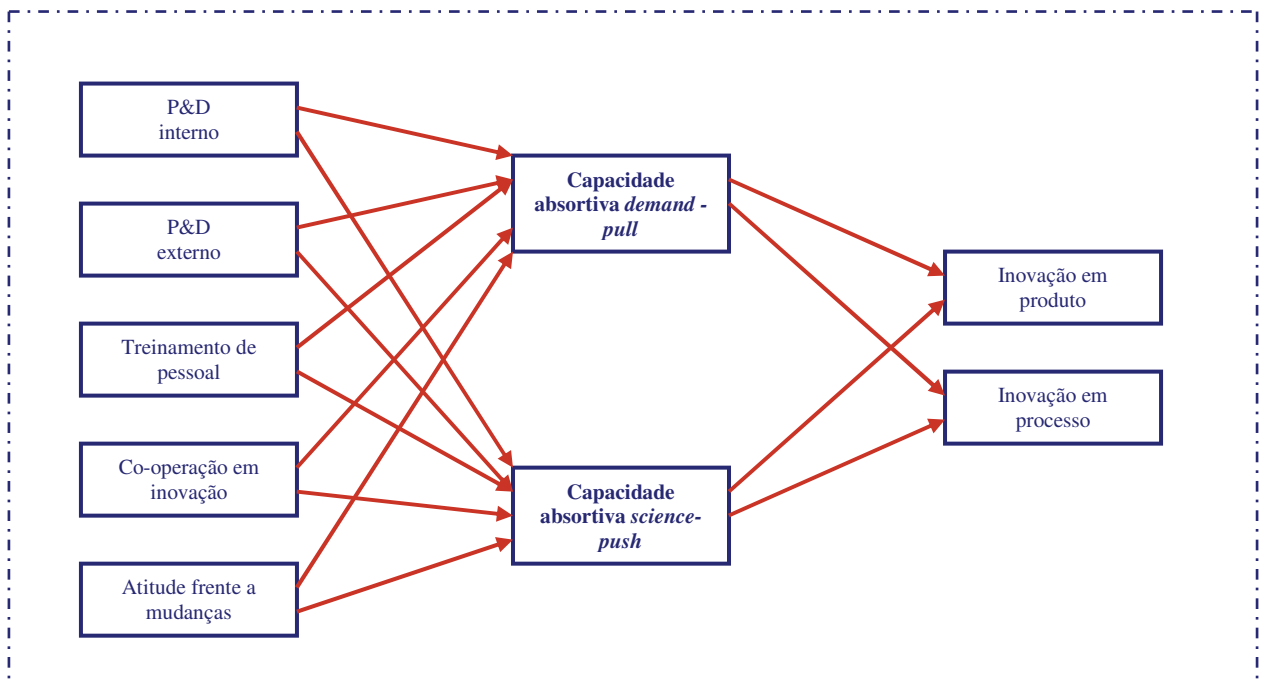 P&D
interno
P&D
externo
Treinamento de
pessoal
Co-operação em
inovação
Atitude frente a
mudanças
Capacidade
absortiva demand -
pull
Capacidade
absortiva science-
push
Inovação em
produto
Inovação em
processo